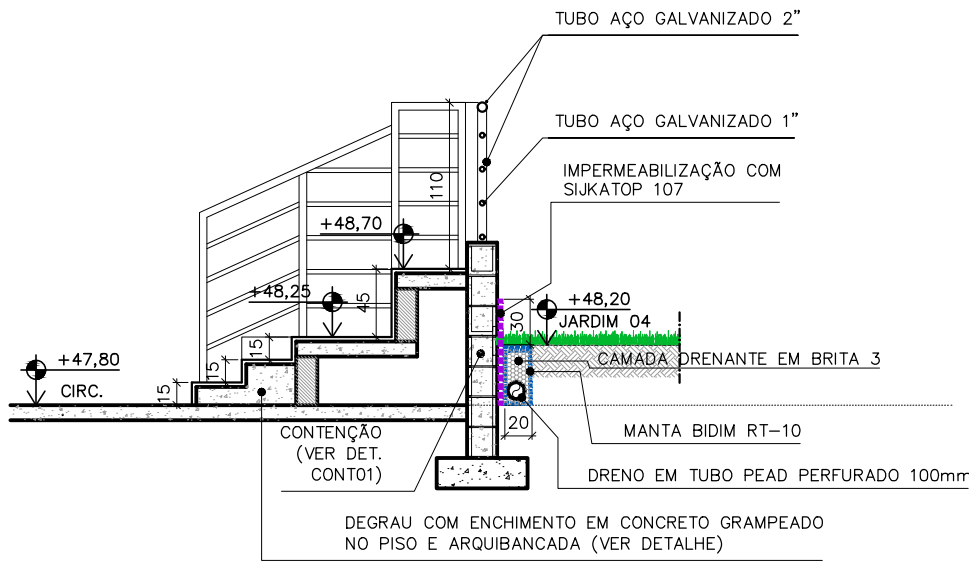 TUBO AÇO GALVANIZADO 2”
TUBO AÇO GALVANIZADO 1”
IMPERMEABILIZAÇÃO COM
SIJKATOP 107
110
+48,70
+48,25
45
+48,20
JARDIM 04
30
15
+47,80
CIRC.
15
15
CAMADA DRENANTE EM BRITA 3
20
MANTA BIDIM RT-10
CONTENÇÃO
(VER DET.
CONT01)
DRENO EM TUBO PEAD PERFURADO 100mm
DEGRAU COM ENCHIMENTO EM CONCRETO GRAMPEADO
NO PISO E ARQUIBANCADA (VER DETALHE)